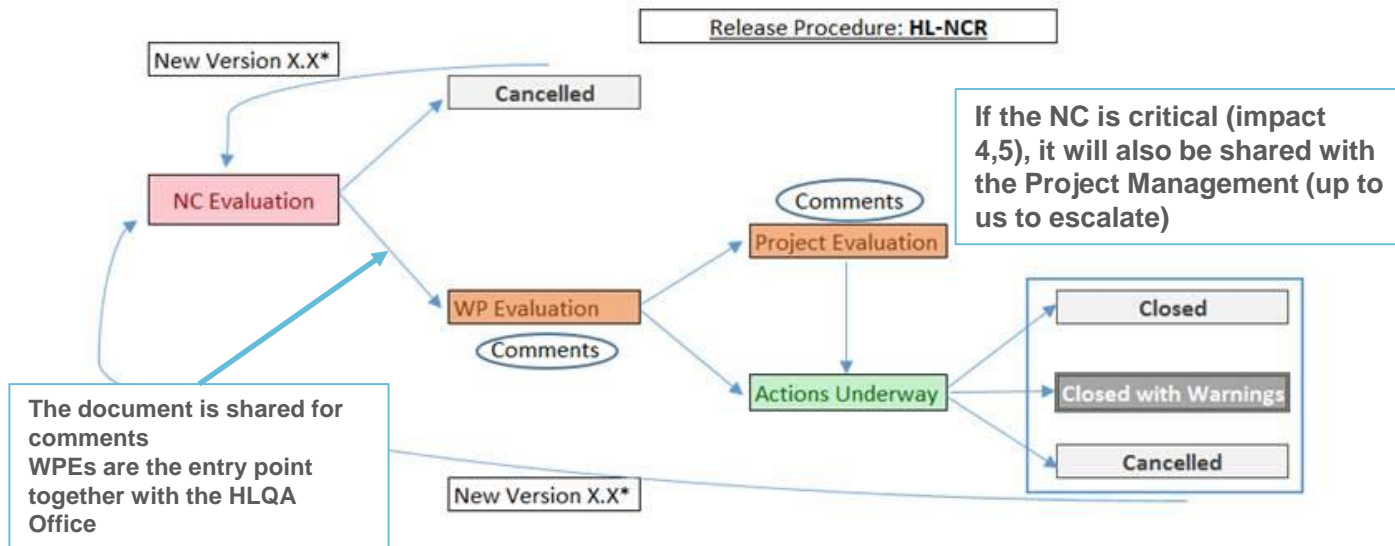 Release Procedure: HL-NCR
New Version X.X*
Cancelled
If the NC is critical (impact
4,5), it will also be shared with
the Project Management (up to
us to escalate)
NC Evaluation
Comments
Project Evaluation
WP Evaluation
Comments
Closed
Actions Underway
Closed with Warnings
Cancelled
The document is shared for
comments
WPEs are the entry point
together with the HLQA
Office
New Version X.X*